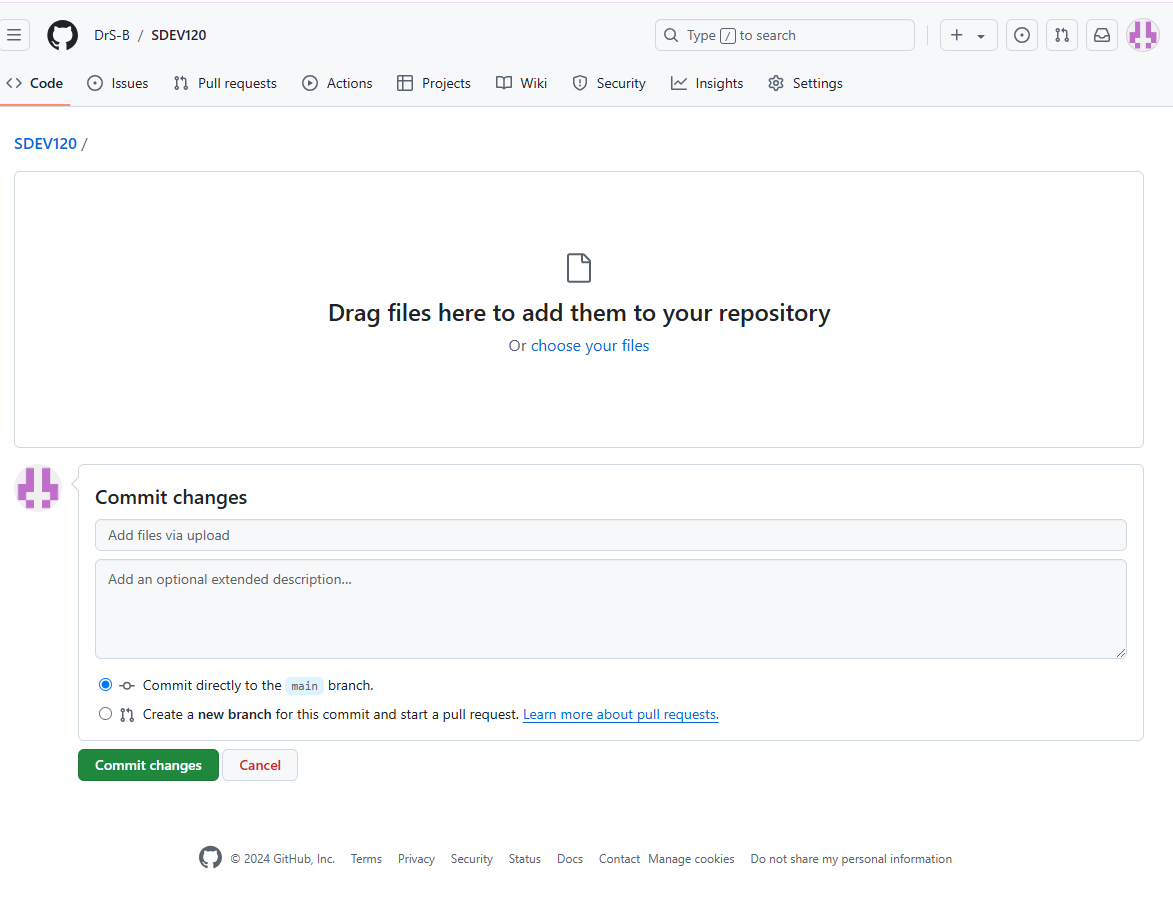 DrS-B / SDEV120
Type / to search
Code Issues Pull requests Actions Projects Wiki Security Insights Settings
SDEV120 /
Drag files here to add them to your repository
Or choose your files
Commit changes
Add files via upload
Add an optional extended description...
Commit directly to the main branch.
Create a new branch for this commit and start a pull request. Learn more about pull requests.
Commit changes Cancel
© 2024 GitHub, Inc. Terms Privacy Security Status Docs Contact Manage cookies Do not share my personal information